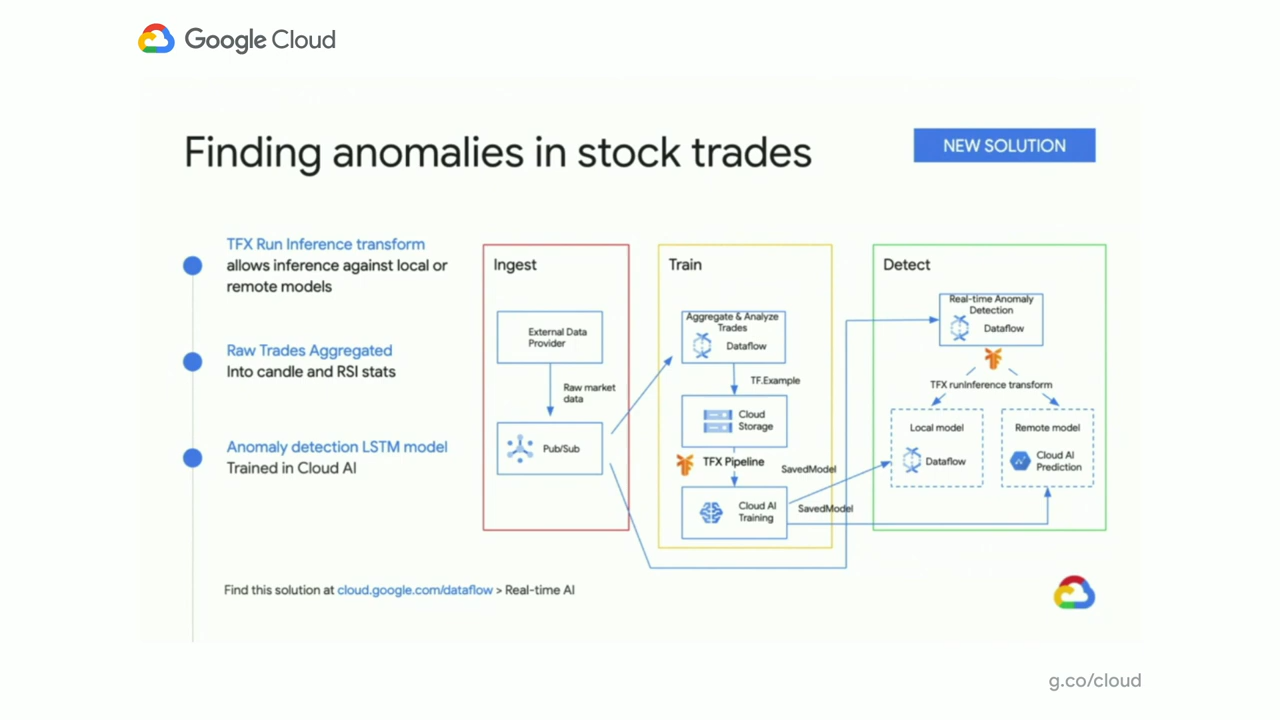 Google Cloud
Finding anomalies in stock trades
NEW SOLUTION
TFX Run Inference transform
allows inference against local or
remote models
Raw Trades Aggregated
Into candle and RSI stats
Anomaly detection LSTM model
Trained in Cloud AI
Ingest
External Data
Provider
Raw market
data
Pub/Sub
Train
Aggregate & Analyze
Trades
Dataflow
TF.Example
Cloud
Storage
TFX Pipeline
SavedModel
Cloud AI
Training
SavedModel
Detect
Real-time Anomaly
Detection
Dataflow
TFX runInference transform
Local model
Dataflow
Remote model
Cloud AI
Prediction
Find this solution at cloud.google.com/dataflow > Real-time AI
g.co/cloud